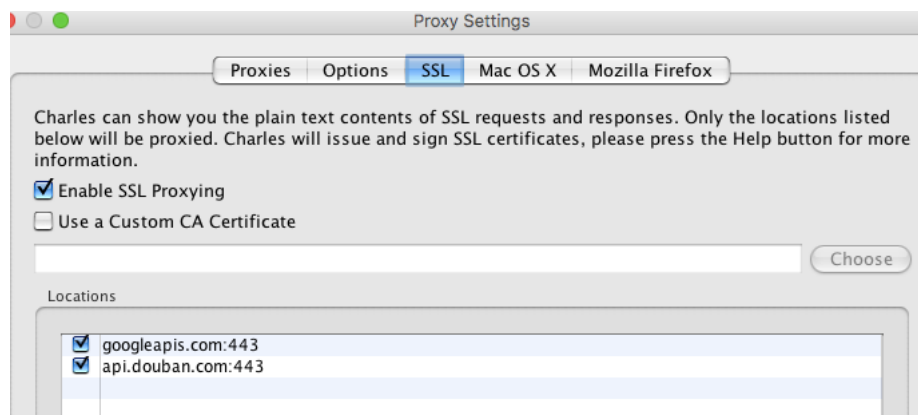 Proxy Settings
Proxies Options SSL Mac OS X Mozilla Firefox
Charles can show you the plain text contents of SSL requests and responses. Only the locations listed
below will be proxied. Charles will issue and sign SSL certificates, please press the Help button for more
information.
Enable SSL Proxying
Use a Custom CA Certificate
Choose
Locations
googleapis.com:443
api.douban.com:443